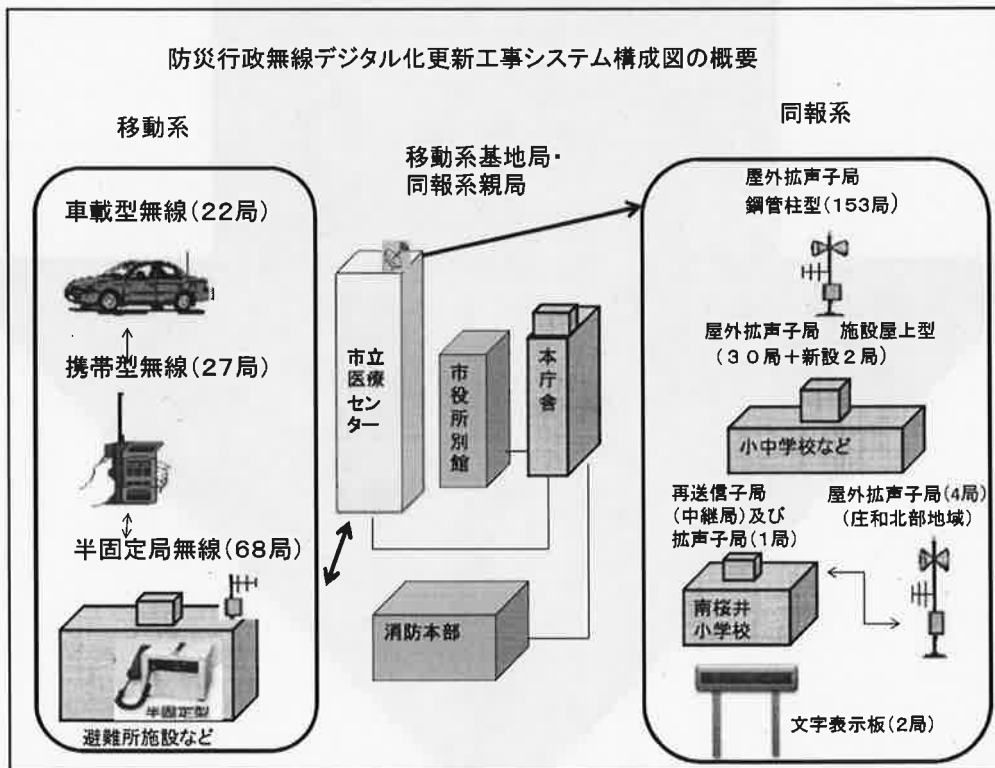 防災行政無線デジタル化更新工事システム構成図の概要
移動系
車載型無線(22局)
携帯型無線(27局)
半固定局無線(68局)
半固定型
避難所施設など
移動系基地局・
同報系親局
市立
医療
センター
市役所別館
本庁舎
消防本部
同報系
屋外拡声子局
鋼管柱型(153局)
屋外拡声子局 施設屋上型
(30局+新設2局)
小中学校など
再送信子局
(中継局)及び
拡声子局(1局)
屋外拡声子局(4局)
(庄和北部地域)
南桜井
小学校
文字表示板(2局)